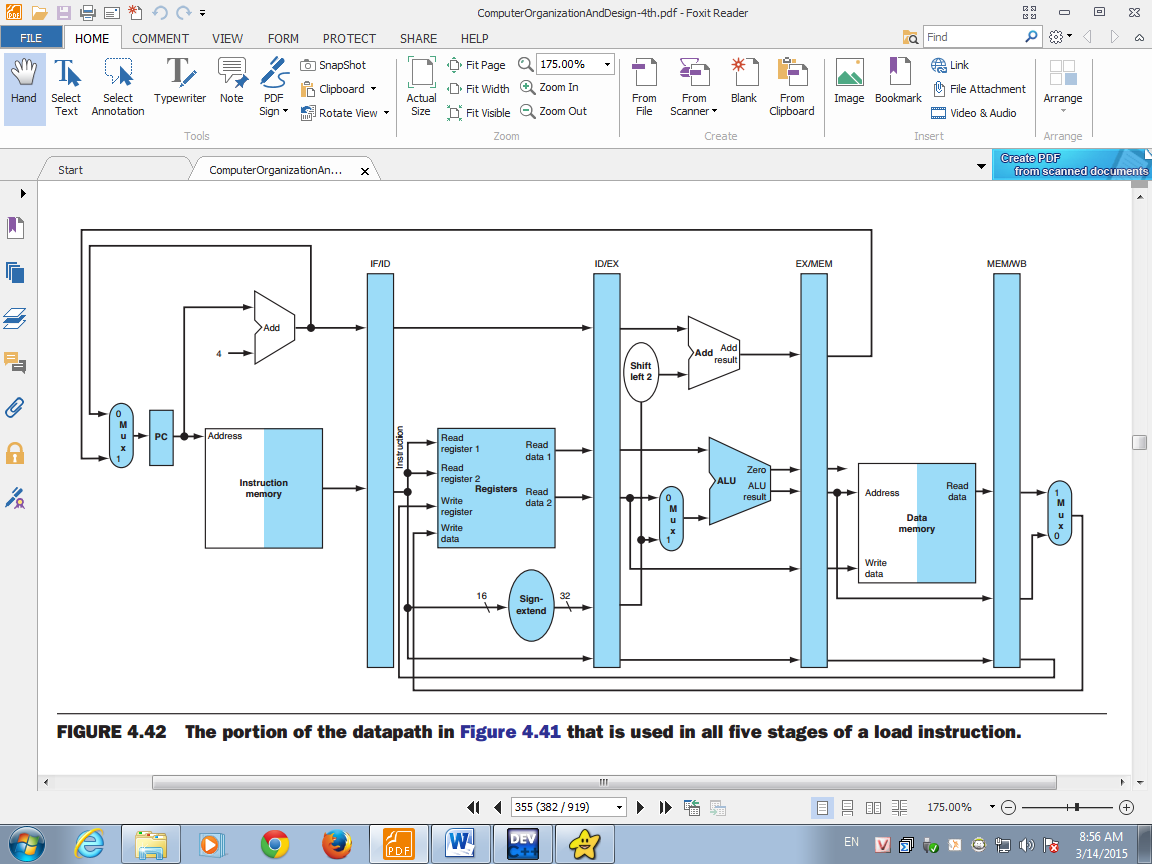 ComputerOrganizationAndDesign-4th.pdf - Foxit Reader
FILE HOME COMMENT VIEW FORM PROTECT SHARE HELP
Find
Hand
Select Text
Select Annotation
Typewriter
Note
PDF Sign
SnapShot
Clipboard
Rotate View
Tools
Actual Size
Fit Page
Fit Width
Fit Visible
175.00%
Zoom In
Zoom Out
Zoom
From File
From Scanner
Blank
From Clipboard
Create
Image
Bookmark
Link
File Attachment
Video & Audio
Insert
Arrange
Arrange
Start
ComputerOrganizationAn...
Create PDF
from scanned documents
IF/ID
ID/EX
EX/MEM
MEM/WB
Add
4
Shift left 2
Add
Add result
0
M
u
x
1
PC
Address
Instruction memory
Instruction
Read register 1
Read register 2
Write register
Write data
Registers
Read data 1
Read data 2
16
Sign-extend
32
0
M
u
x
1
ALU
Zero
ALU result
Address
Read data
Data memory
Write data
1
M
u
x
0
FIGURE 4.42 The portion of the datapath in Figure 4.41 that is used in all five stages of a load instruction.
355 (382 / 919)
175.00%
PDF
W
DEV
C++
EN
8:56 AM
3/14/2015